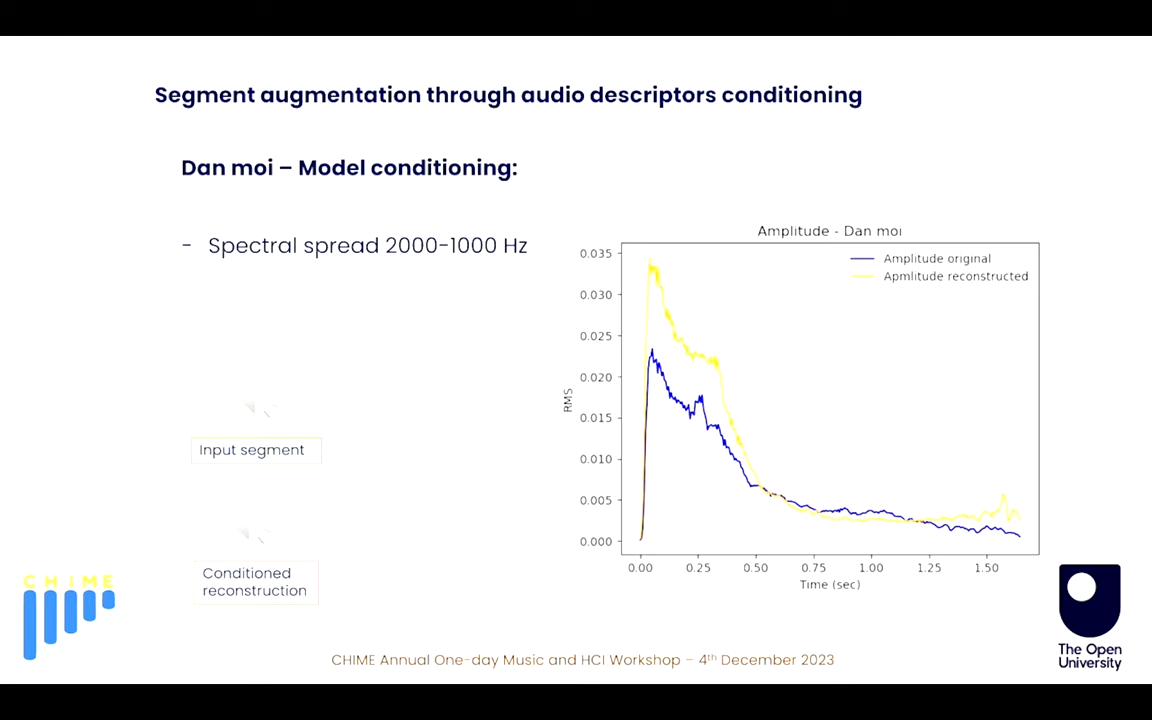 Segment augmentation through audio descriptors conditioning
Dan moi – Model conditioning:
- Spectral spread 2000-1000 Hz
Amplitude - Dan moi
Amplitude original
Apmlitude reconstructed
0.035
0.030
0.025
0.020
0.015
0.010
0.005
0.000
RMS
0.00 0.25 0.50 0.75 1.00 1.25 1.50
Time (sec)
Input segment
Conditioned
reconstruction
CHIME
The Open
University
CHIME Annual One-day Music and HCI Workshop – 4th December 2023